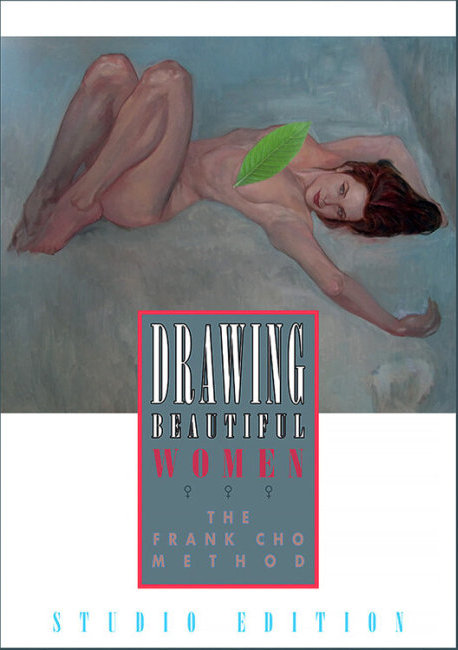 DRAWING
BEAUTIFUL
WOMEN
THE
FRANK CHO
METHOD
STUDIO EDITION